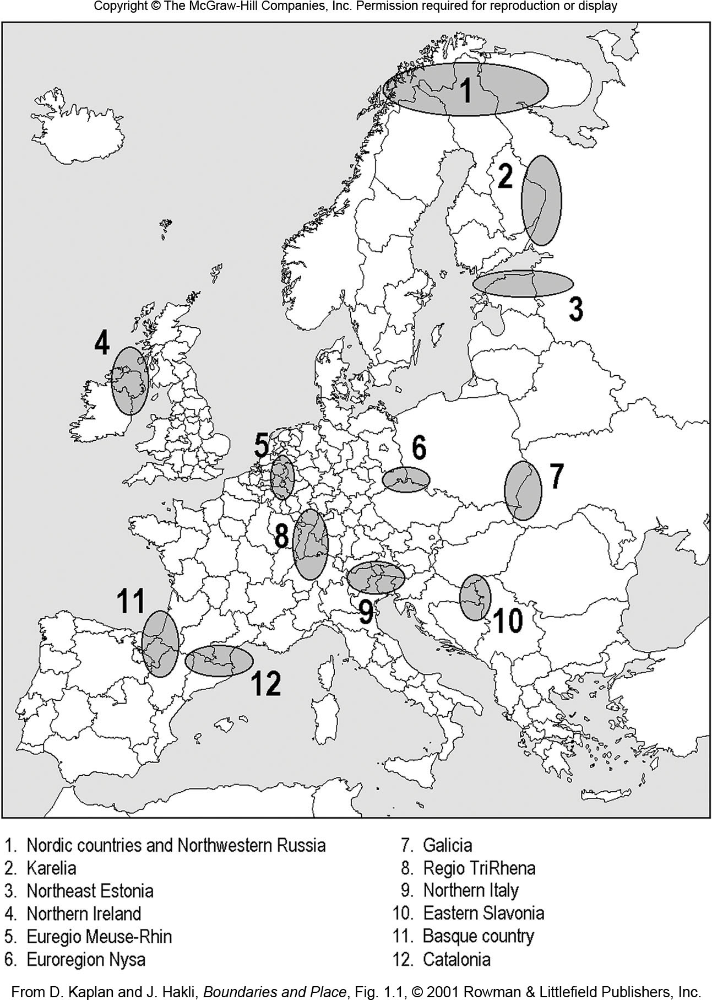 Copyright © The McGraw-Hill Companies, Inc. Permission required for reproduction or display
1
2
3
4
5
6
7
8
9
10
11
12
1. Nordic countries and Northwestern Russia
2. Karelia
3. Northeast Estonia
4. Northern Ireland
5. Euregio Meuse-Rhin
6. Euroregion Nysa
7. Galicia
8. Regio TriRhena
9. Northern Italy
10. Eastern Slavonia
11. Basque country
12. Catalonia
From D. Kaplan and J. Hakli, Boundaries and Place, Fig. 1.1, © 2001 Rowman & Littlefield Publishers, Inc.